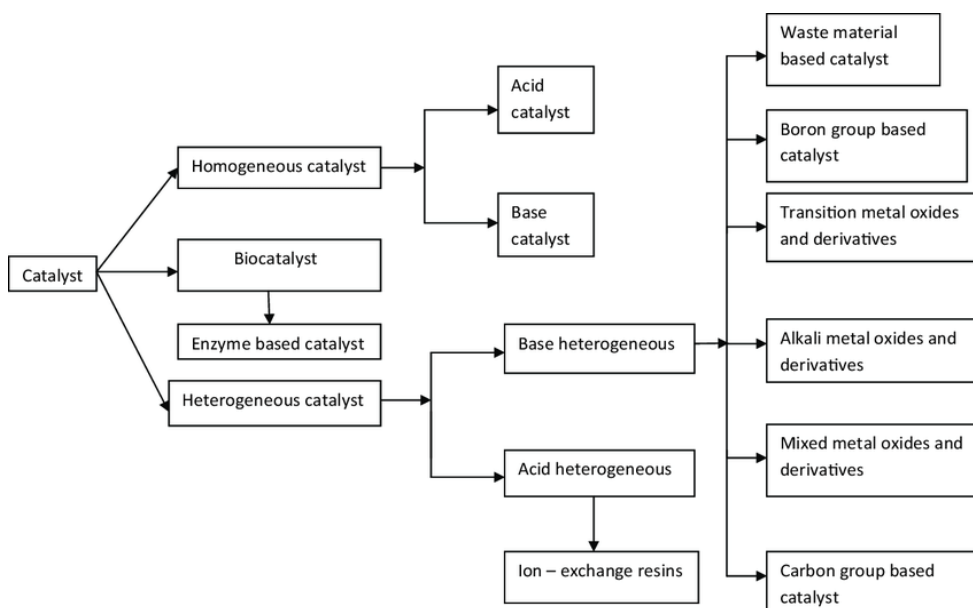 Catalyst
Homogeneous catalyst
Acid
catalyst
Base
catalyst
Biocatalyst
Enzyme based catalyst
Heterogeneous catalyst
Base heterogeneous
Waste material
based catalyst
Boron group based
catalyst
Transition metal oxides
and derivatives
Alkali metal oxides and
derivatives
Mixed metal oxides and
derivatives
Carbon group based
catalyst
Acid heterogeneous
Ion – exchange resins